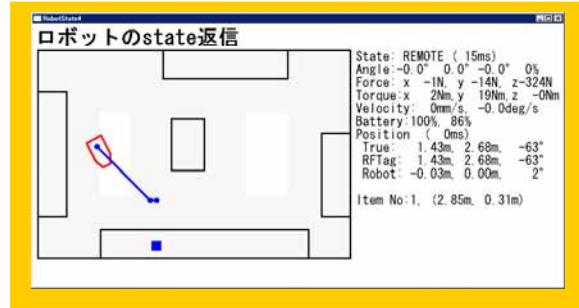 RobotState4
ロボットのstate返信
State: REMOTE ( 15ms)
Angle:-0.0° 0.0° -0.0° 0%
Force: x -1N, y -14N, z-324N
Torque:x 2Nm,y 19Nm,z -0Nm
Velocity: 0mm/s, -0.0deg/s
Battery:100%, 86%
Position ( 0ms)
True: 1.43m, 2.68m, -63°
RFTag: 1.43m, 2.68m, -63°
Robot: -0.03m, 0.00m, 2°
Item No:1, (2.85m, 0.31m)